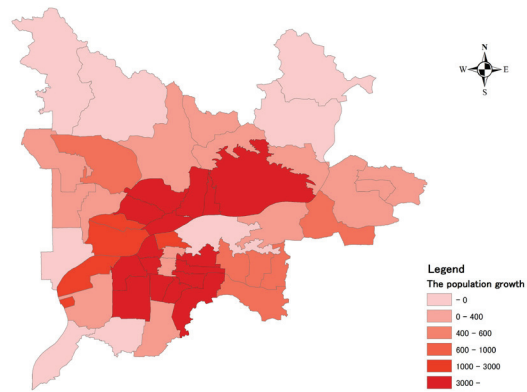 N
W E
S
Legend
The population growth
- 0
0 - 400
400 - 600
600 - 1000
1000 - 3000
3000 -